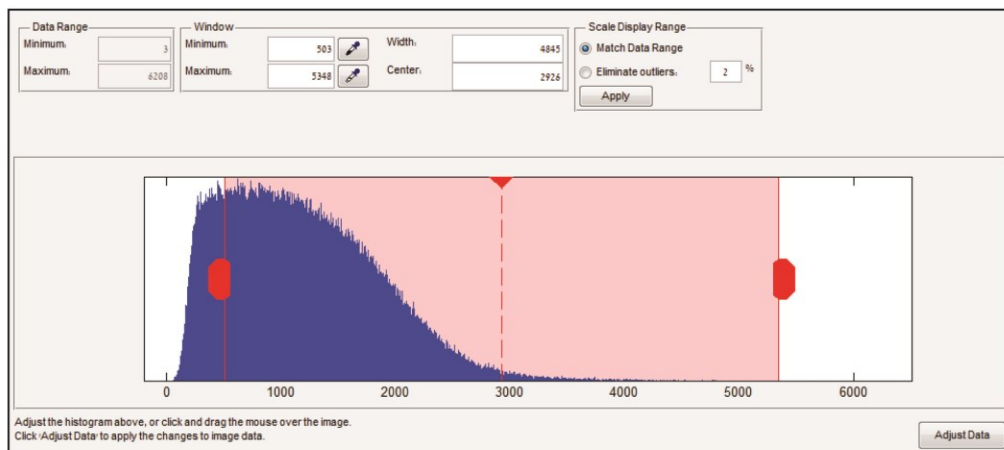 Data Range
Minimum: 3
Maximum: 6208
Window
Minimum: 503
Maximum: 5348
Width: 4845
Center: 2926
Scale Display Range
Match Data Range
Eliminate outliers: 2 %
Apply
0 1000 2000 3000 4000 5000 6000
Adjust the histogram above, or click and drag the mouse over the image.
Click 'Adjust Data' to apply the changes to image data.
Adjust Data